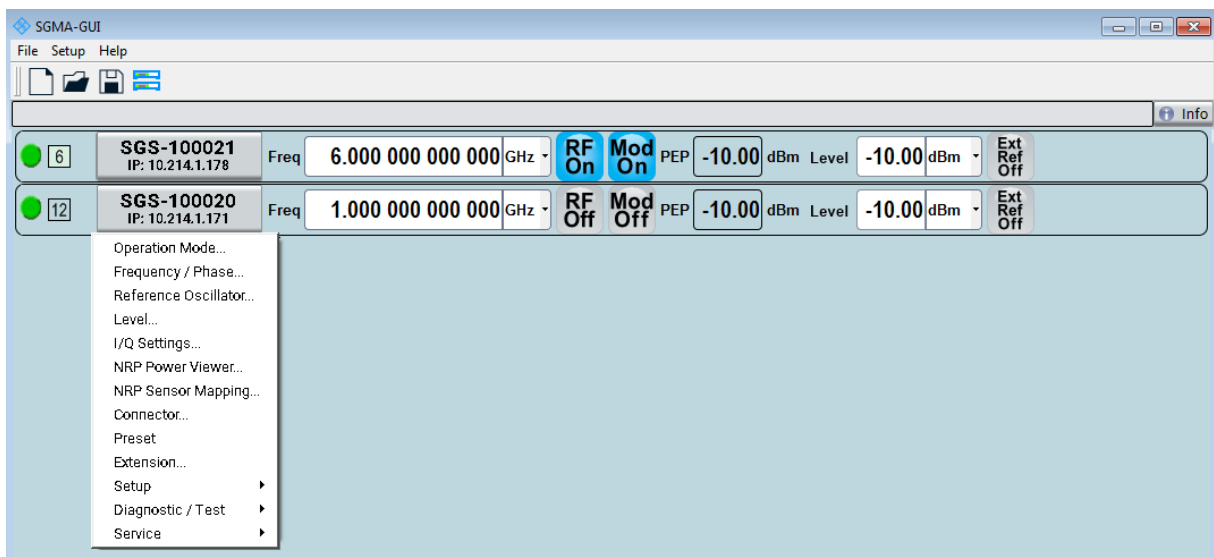 SGMA-GUI
File Setup Help
Info
6 SGS-100021 IP: 10.214.1.178 Freq 6.000 000 000 000 GHz RF On Mod On PEP -10.00 dBm Level -10.00 dBm Ext Ref Off
12 SGS-100020 IP: 10.214.1.171 Freq 1.000 000 000 000 GHz RF Off Mod Off PEP -10.00 dBm Level -10.00 dBm Ext Ref Off
Operation Mode...
Frequency / Phase...
Reference Oscillator...
Level...
I/Q Settings...
NRP Power Viewer...
NRP Sensor Mapping...
Connector...
Preset
Extension...
Setup
Diagnostic / Test
Service